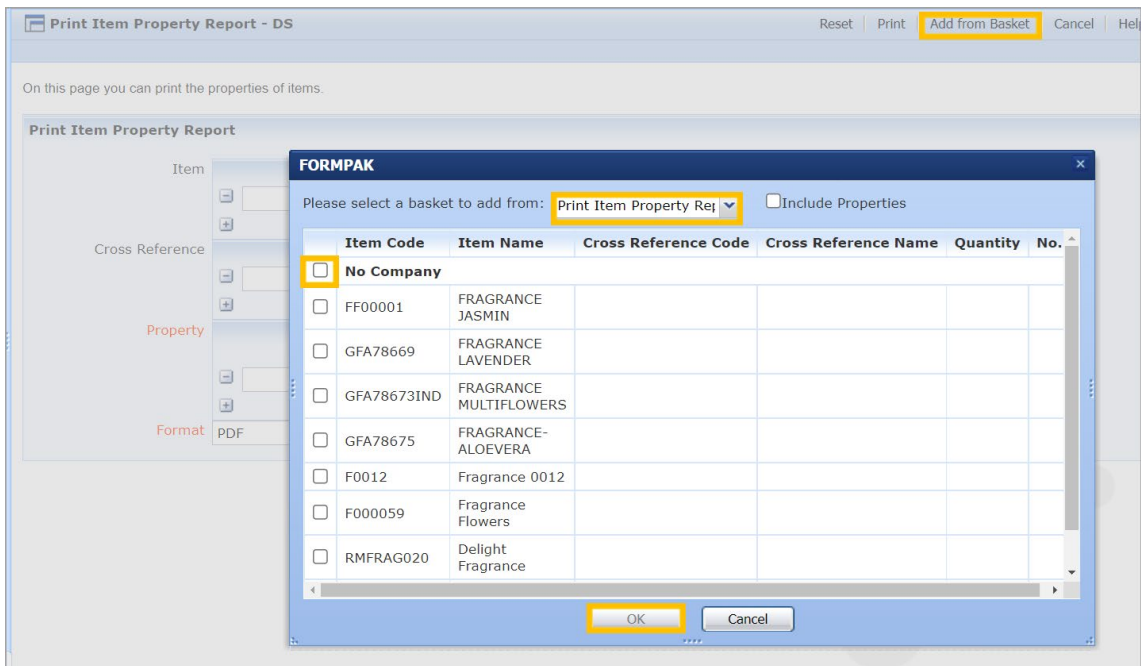 Print Item Property Report - DS
Reset Print Add from Basket Cancel Hel
On this page you can print the properties of items.
Print Item Property Report
Item
FORMPAK
Please select a basket to add from: Print Item Property Rep Include Properties
Item Code Item Name Cross Reference Code Cross Reference Name Quantity No.
No Company
Cross Reference
FF00001 FRAGRANCE
JASMIN
Property
GFA78669 FRAGRANCE
LAVENDER
GFA78673IND FRAGRANCE
MULTIFLOWERS
Format PDF
GFA78675 FRAGRANCE-
ALOEVERA
F0012 Fragrance 0012
F000059 Fragrance
Flowers
RMFRAG020 Delight
Fragrance
OK Cancel